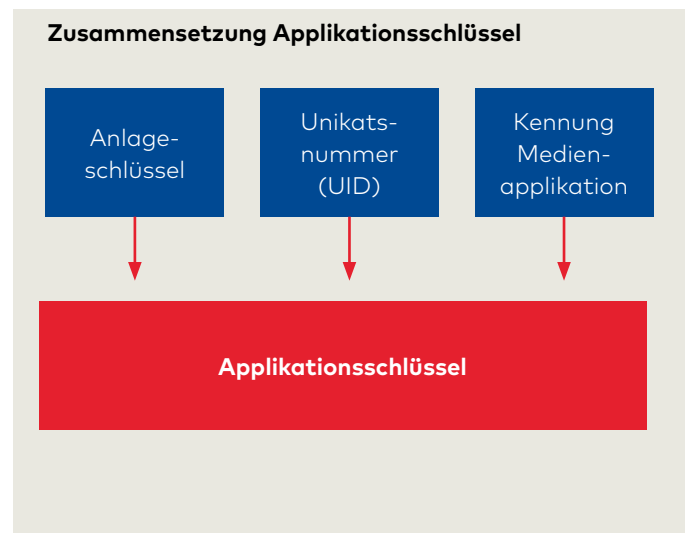 Zusammensetzung Applikationsschlüssel
Anlage-
schlüssel
Unikats-
nummer
(UID)
Kennung
Medien-
applikation
Applikationsschlüssel